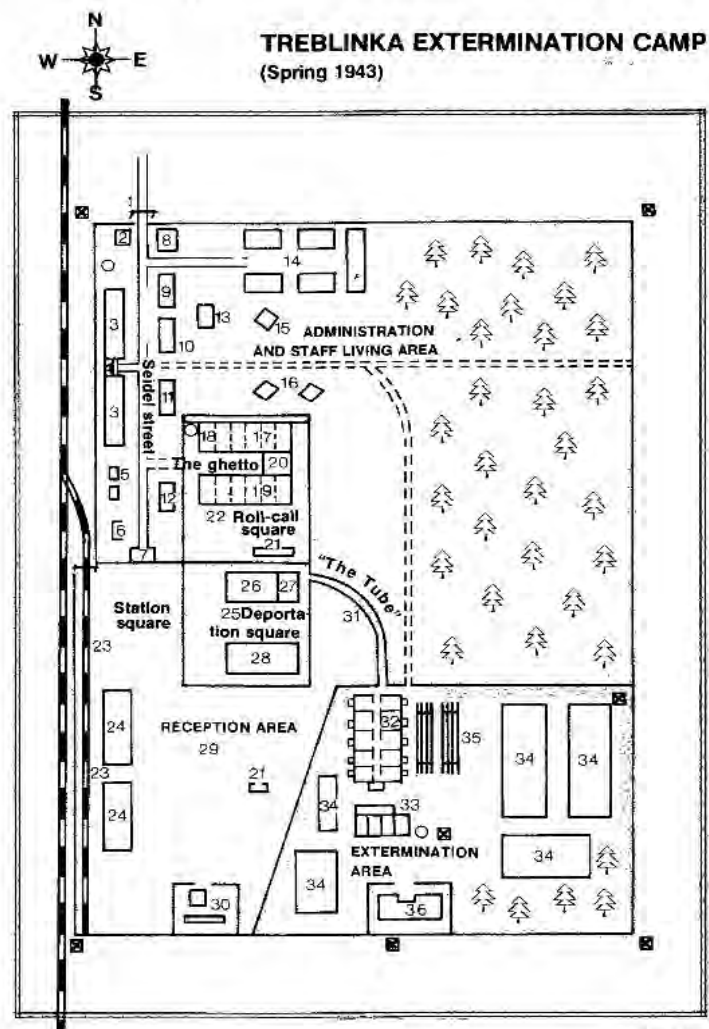 N
W E
S
TREBLINKA EXTERMINATION CAMP
(Spring 1943)
1
2
8
14
9
3
13
15
10
ADMINISTRATION
AND STAFF LIVING AREA
4
Seidel street
16
3
11
18
17
5
The ghetto
20
19
12
22
Roll-call
square
6
21
7
"The Tube"
26
27
31
Station
square
25 Deporta-
tion square
23
28
24
RECEPTION AREA
29
32
35
34
34
23
21
34
33
24
EXTERMINATION
AREA
34
34
30
36